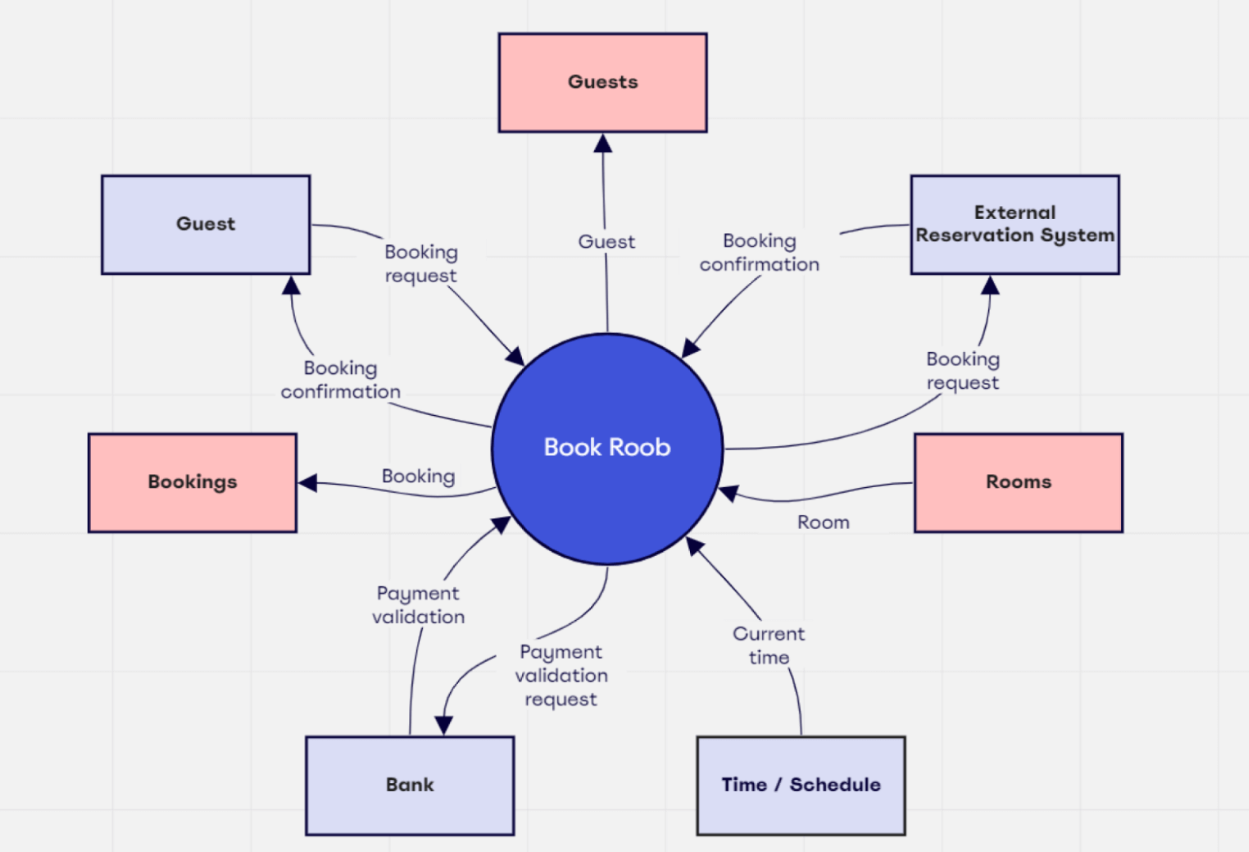 Guests
Guest
External
Reservation System
Booking
request
Guest
Booking
confirmation
Booking
confirmation
Booking
request
Book Roob
Bookings
Booking
Rooms
Room
Payment
validation
Payment
validation
request
Current
time
Bank
Time / Schedule